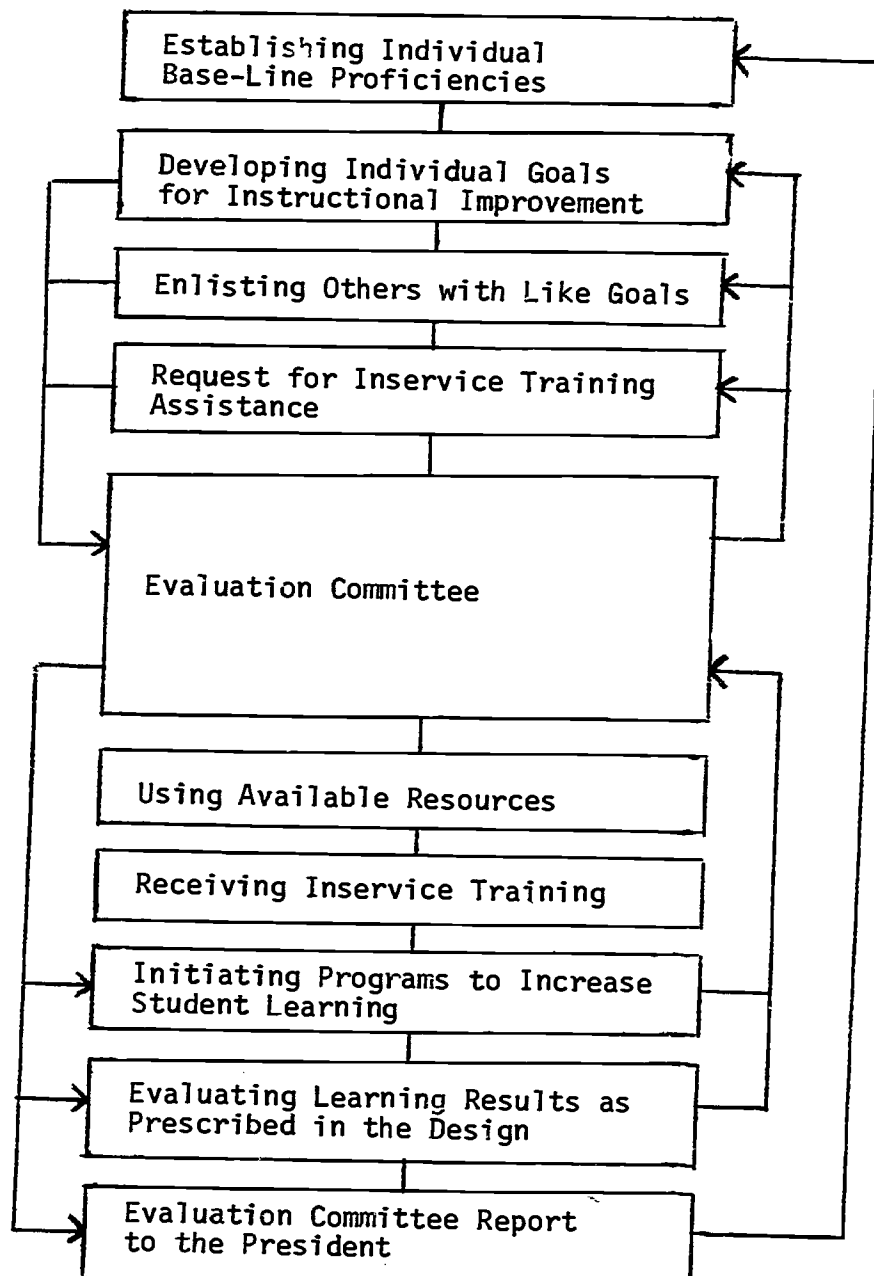 Establishing Individual
Base-Line Proficiencies
Developing Individual Goals
for Instructional Improvement
Enlisting Others with Like Goals
Request for Inservice Training
Assistance
Evaluation Committee
Using Available Resources
Receiving Inservice Training
Initiating Programs to Increase
Student Learning
Evaluating Learning Results as
Prescribed in the Design
Evaluation Committee Report
to the President